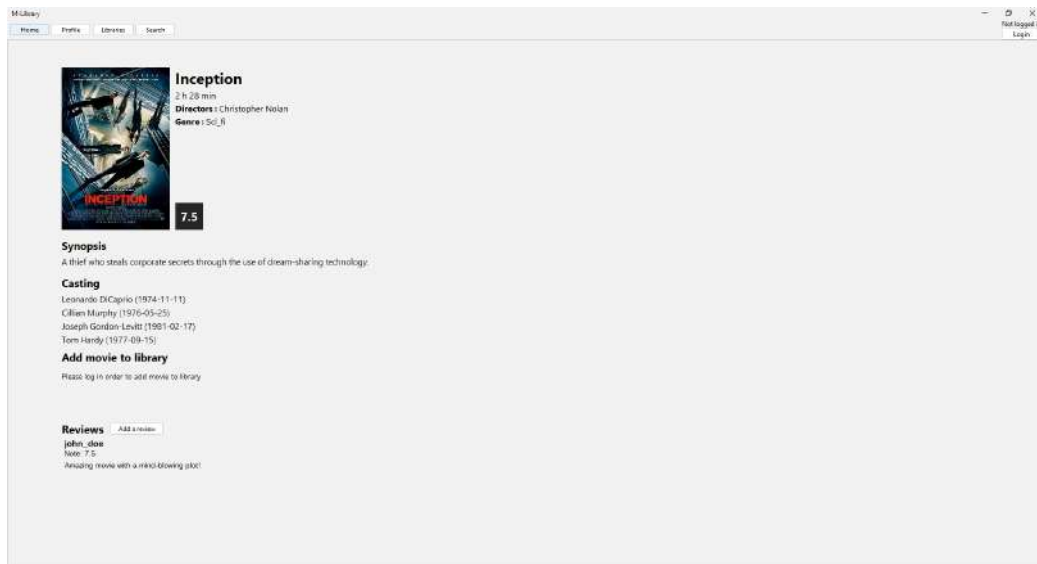 M-Library
Home Profile Libraries Search
Not logged
Login
Inception
2 h 28 min
Directors : Christopher Nolan
Genre : Sci_fi
INCEPTION
7.5
Synopsis
A thief who steals corporate secrets through the use of dream-sharing technology.
Casting
Leonardo DiCaprio (1974-11-11)
Cillian Murphy (1976-05-25)
Joseph Gordon-Levitt (1981-02-17)
Tom Hardy (1977-09-15)
Add movie to library
Please log in order to add movie to library
Reviews Add a review
john_doe
Note: 7.5
Amazing movie with a mind-blowing plot!